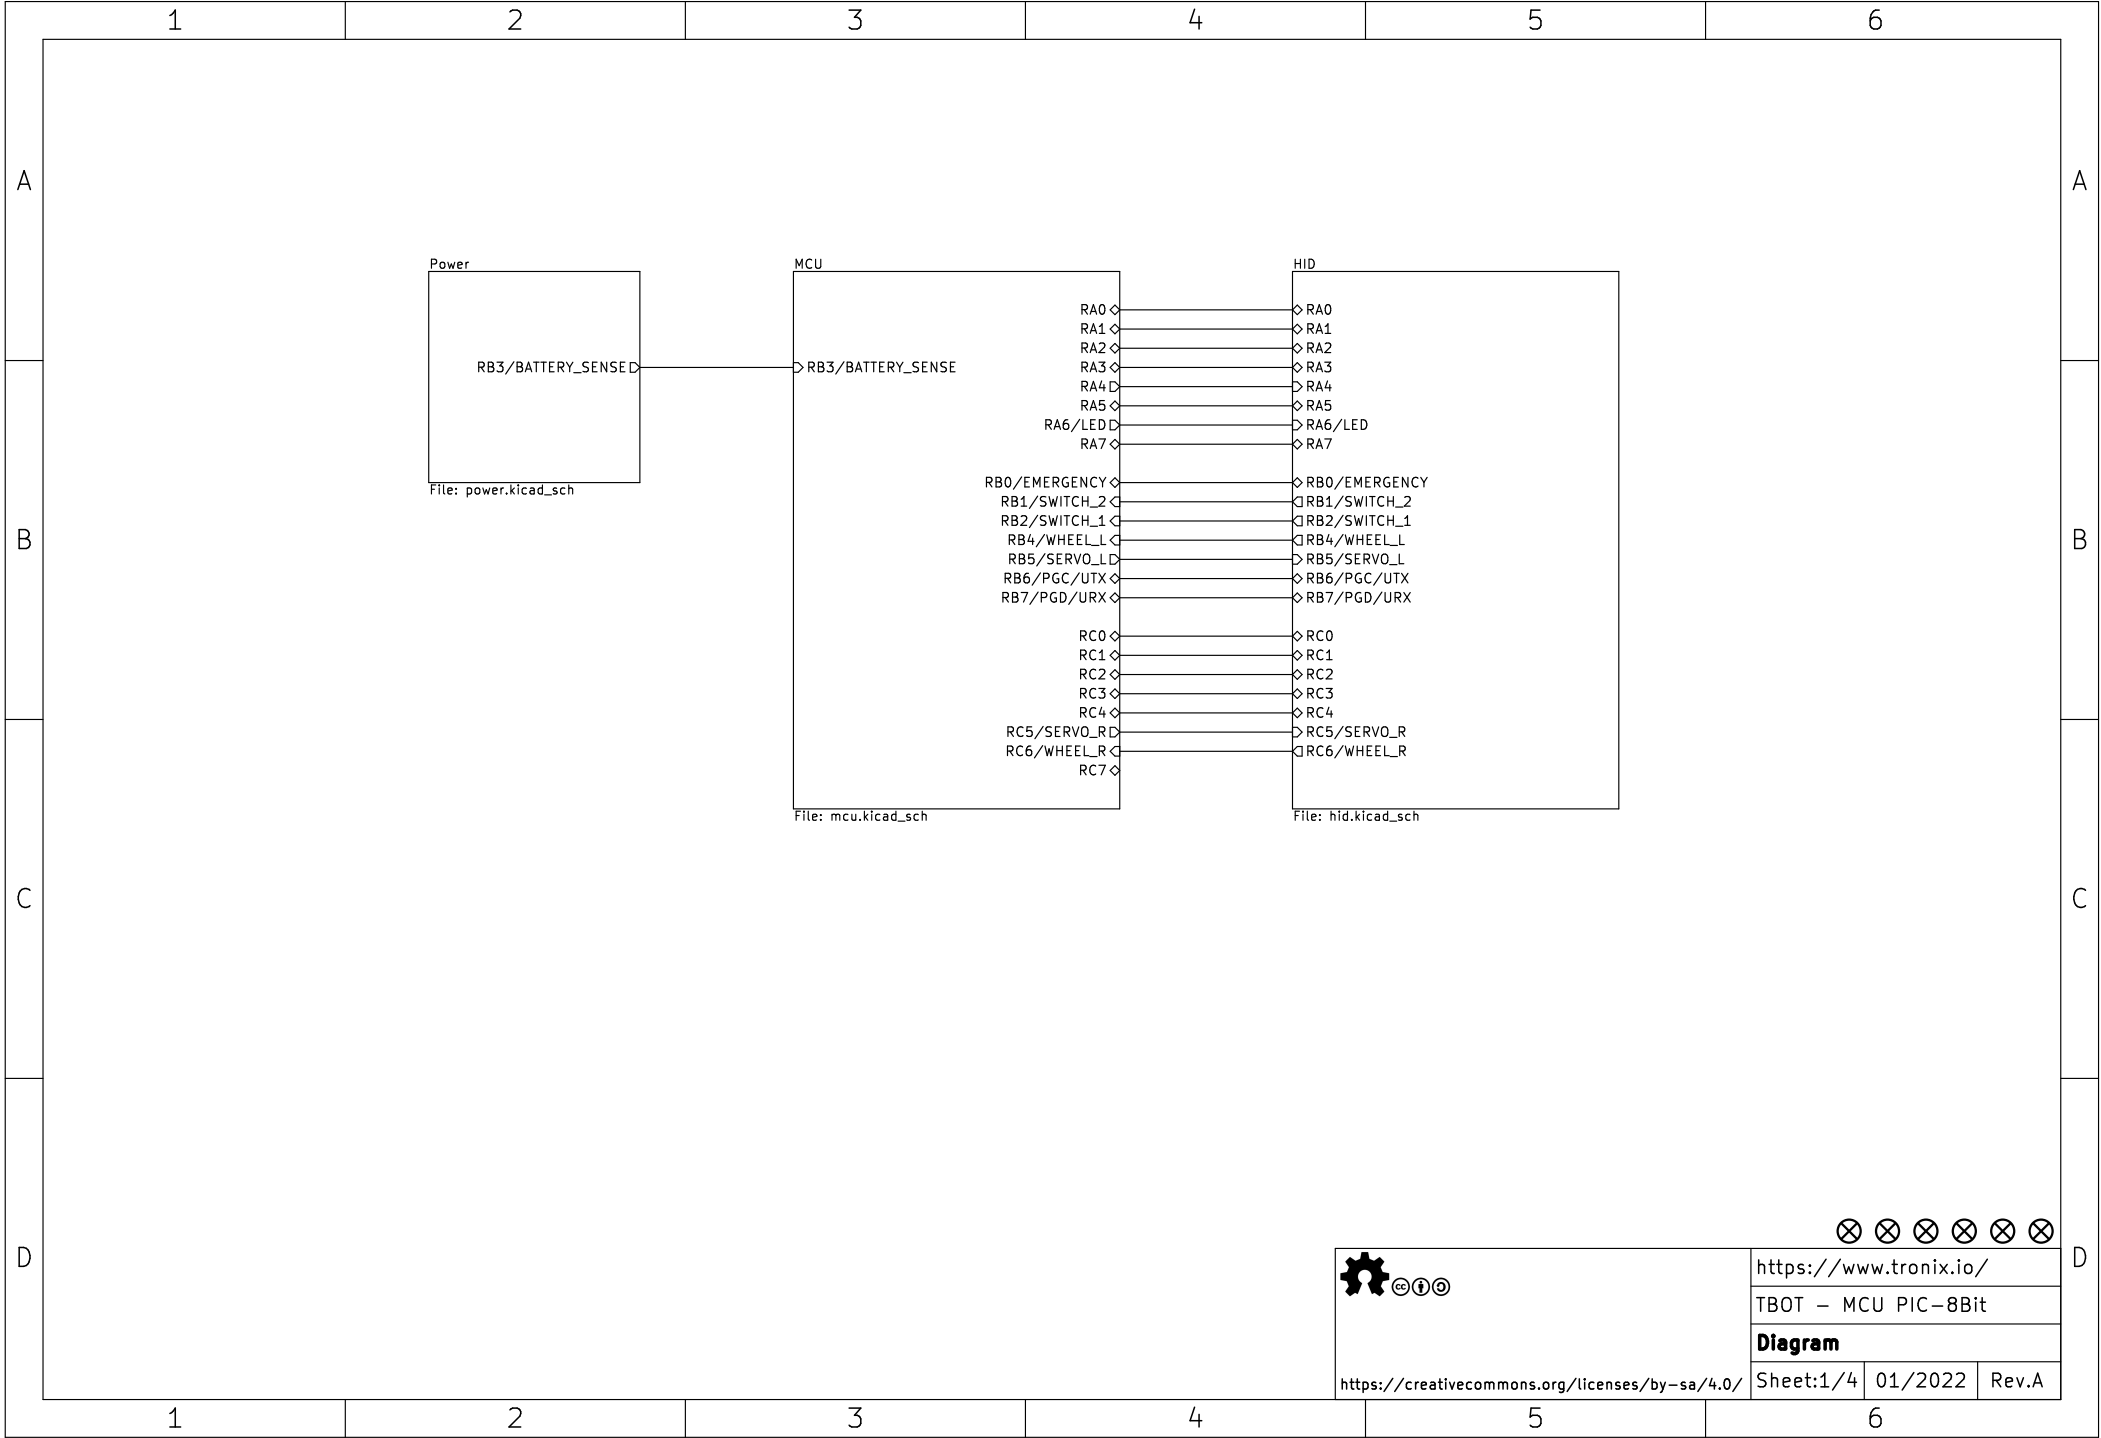 1 2 3 4 5 6
A A
Power
RB3/BATTERY_SENSE
File: power.kicad_sch
MCU
RB3/BATTERY_SENSE
RA0
RA1
RA2
RA3
RA4
RA5
RA6/LED
RA7
RB0/EMERGENCY
RB1/SWITCH_2
RB2/SWITCH_1
RB4/WHEEL_L
RB5/SERVO_L
RB6/PGC/UTX
RB7/PGD/URX
RC0
RC1
RC2
RC3
RC4
RC5/SERVO_R
RC6/WHEEL_R
RC7
File: mcu.kicad_sch
HID
RA0
RA1
RA2
RA3
RA4
RA5
RA6/LED
RA7
RB0/EMERGENCY
RB1/SWITCH_2
RB2/SWITCH_1
RB4/WHEEL_L
RB5/SERVO_L
RB6/PGC/UTX
RB7/PGD/URX
RC0
RC1
RC2
RC3
RC4
RC5/SERVO_R
RC6/WHEEL_R
File: hid.kicad_sch
B B
C C
D D
cc
https://creativecommons.org/licenses/by-sa/4.0/
https://www.tronix.io/
TBOT - MCU PIC-8Bit
Diagram
Sheet:1/4 01/2022 Rev.A
1 2 3 4 5 6